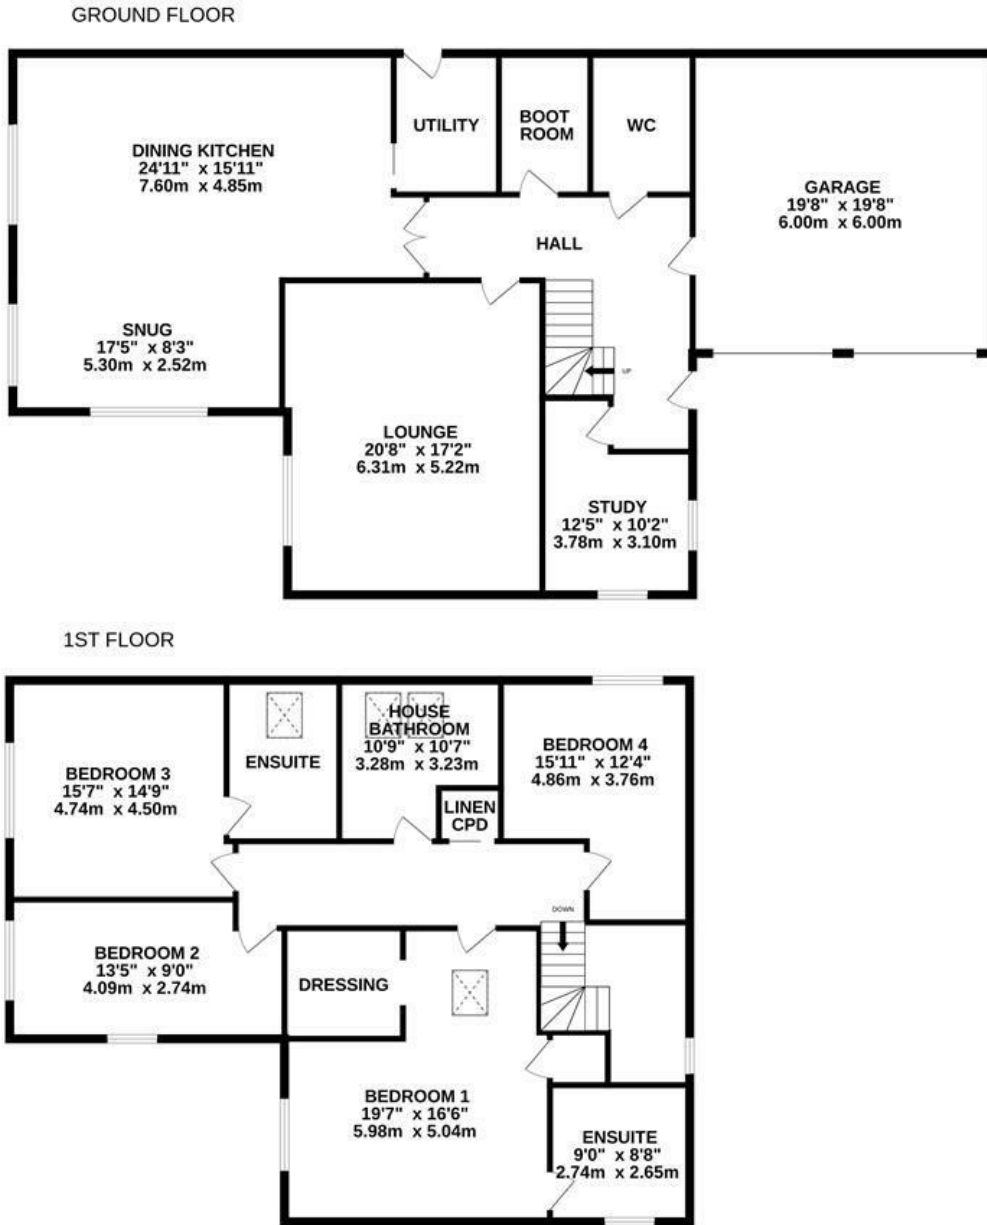 GROUND FLOOR
DINING KITCHEN
24'11" x 15'11"
7.60m x 4.85m
UTILITY
BOOT
ROOM
WC
GARAGE
19'8" x 19'8"
6.00m x 6.00m
HALL
SNUG
17'5" x 8'3"
5.30m x 2.52m
UP
LOUNGE
20'8" x 17'2"
6.31m x 5.22m
STUDY
12'5" x 10'2"
3.78m x 3.10m
1ST FLOOR
BEDROOM 3
15'7" x 14'9"
4.74m x 4.50m
ENSUITE
HOUSE
BATHROOM
10'9" x 10'7"
3.28m x 3.23m
LINEN
CPD
BEDROOM 4
15'11" x 12'4"
4.86m x 3.76m
DOWN
BEDROOM 2
13'5" x 9'0"
4.09m x 2.74m
DRESSING
BEDROOM 1
19'7" x 16'6"
5.98m x 5.04m
ENSUITE
9'0" x 8'8"
2.74m x 2.65m